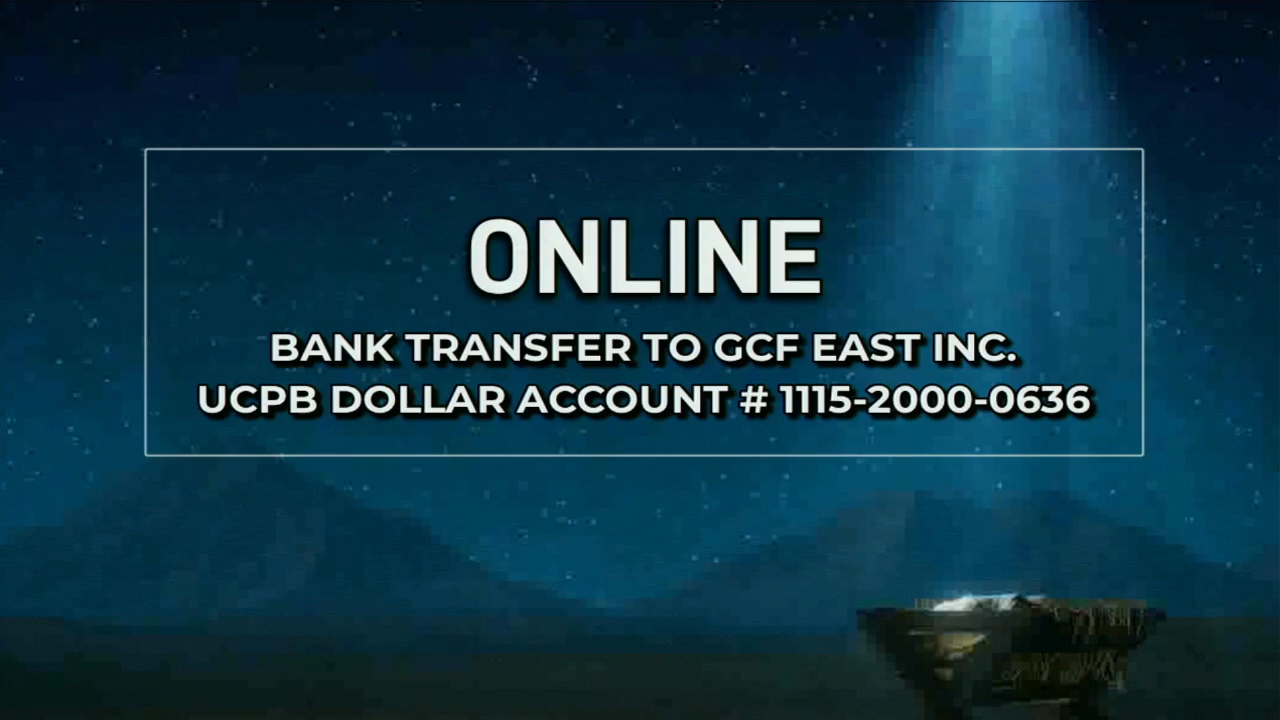 ONLINE
BANK TRANSFER TO GCF EAST INC.
UCPB DOLLAR ACCOUNT # 1115-2000-0636